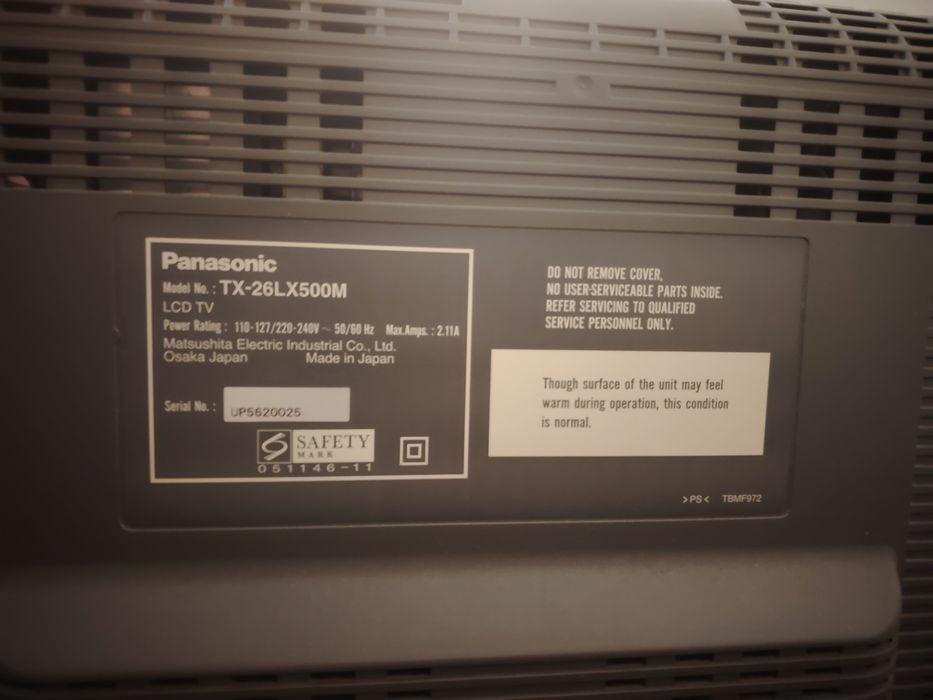 Panasonic
Model No. : TX-26LX500M
LCD TV
Power Rating : 110-127/220-240V ~ 50/60 Hz Max.Amps. : 2.11A
Matsushita Electric Industrial Co., Ltd.
Osaka Japan Made in Japan
Serial No. : UP5620025
S SAFETY
MARK
051146-11
DO NOT REMOVE COVER,
NO USER-SERVICEABLE PARTS INSIDE.
REFER SERVICING TO QUALIFIED
SERVICE PERSONNEL ONLY.
Though surface of the unit may feel
warm during operation, this condition
is normal.
>PS< TBMF972